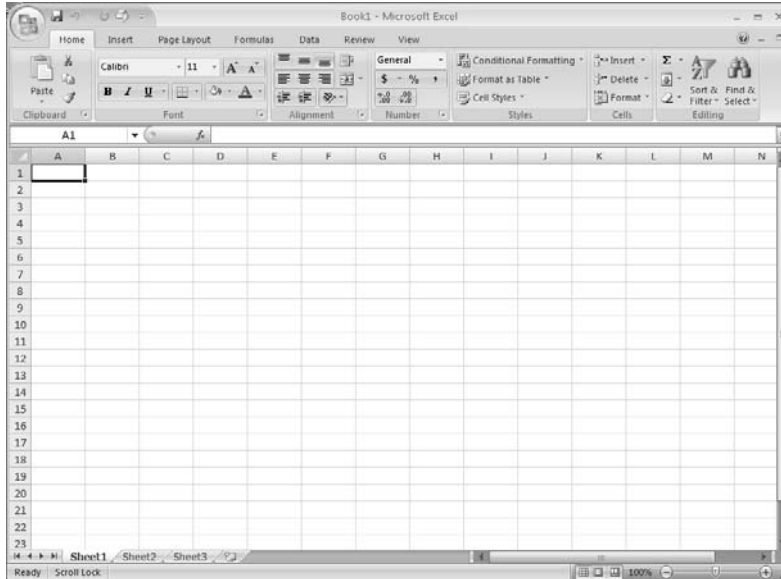 Book1 - Microsoft Excel
Home Insert Page Layout Formulas Data Review View
Calibri 11 A A General Conditional Formatting Insert Σ
Paste B I U A $ % , Format as Table Delete Sort & Filter Find & Select
Cell Styles Format
Clipboard Font Alignment Number Styles Cells Editing
A1 fx
A B C D E F G H I J K L M N
1
2
3
4
5
6
7
8
9
10
11
12
13
14
15
16
17
18
19
20
21
22
23
Sheet1 Sheet2 Sheet3
Ready Scroll Lock 100%